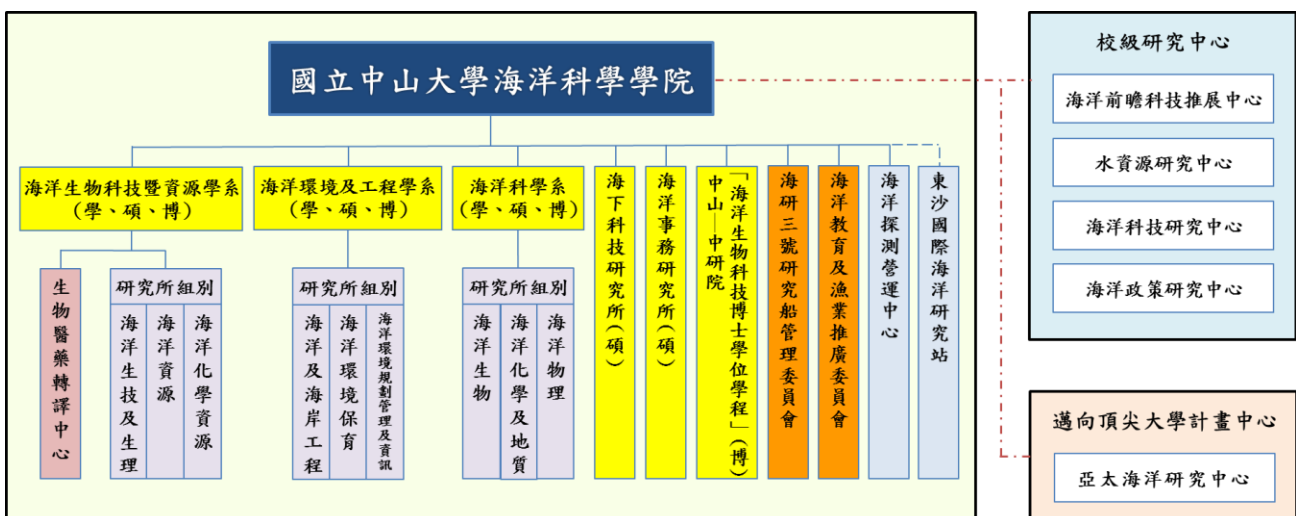 國立中山大學海洋科學學院
海洋生物科技暨資源學系
(學、碩、博)
海洋環境及工程學系
(學、碩、博)
海洋科學系
(學、碩、博)
海下科技研究所(碩)
海洋事務研究所(碩)
中山—中研院
「海洋生物科技博士學位學程」(博)
海研三號研究船管理委員會
海洋教育及漁業推廣委員會
海洋探測營運中心
東沙國際海洋研究站
生物醫藥轉譯中心
研究所組別
海洋生技及生理
海洋資源
海洋化學資源
研究所組別
海洋及海岸工程
海洋環境保育
海洋環境規劃管理及資訊
研究所組別
海洋生物
海洋化學及地質
海洋物理
校級研究中心
海洋前瞻科技推展中心
水資源研究中心
海洋科技研究中心
海洋政策研究中心
邁向頂尖大學計畫中心
亞太海洋研究中心